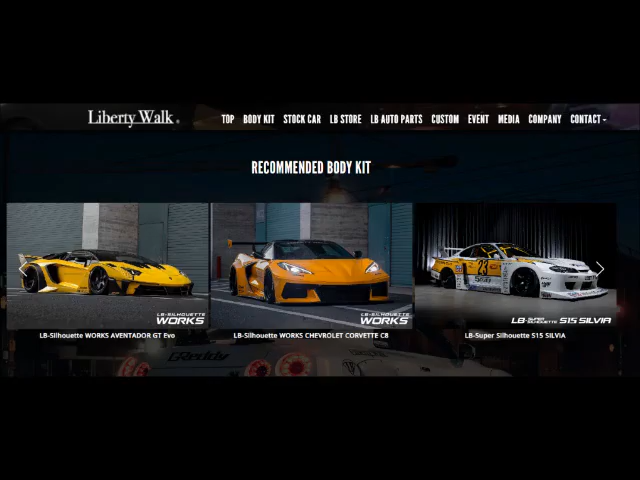 Liberty Walk.
TOP BODY KIT STOCK CAR LB STORE LB AUTO PARTS CUSTOM EVENT MEDIA COMPANY CONTACT
RECOMMENDED BODY KIT
LB-SILHOUETTE
WORKS
LB-SILHOUETTE
WORKS
23
LB-SUPER SILHOUETTE S15 SILVIA
LB-Silhouette WORKS AVENTADOR GT Evo
LB-Silhouette WORKS CHEVROLET CORVETTE C8
LB-Super Silhouette S15 SILVIA
GReddy